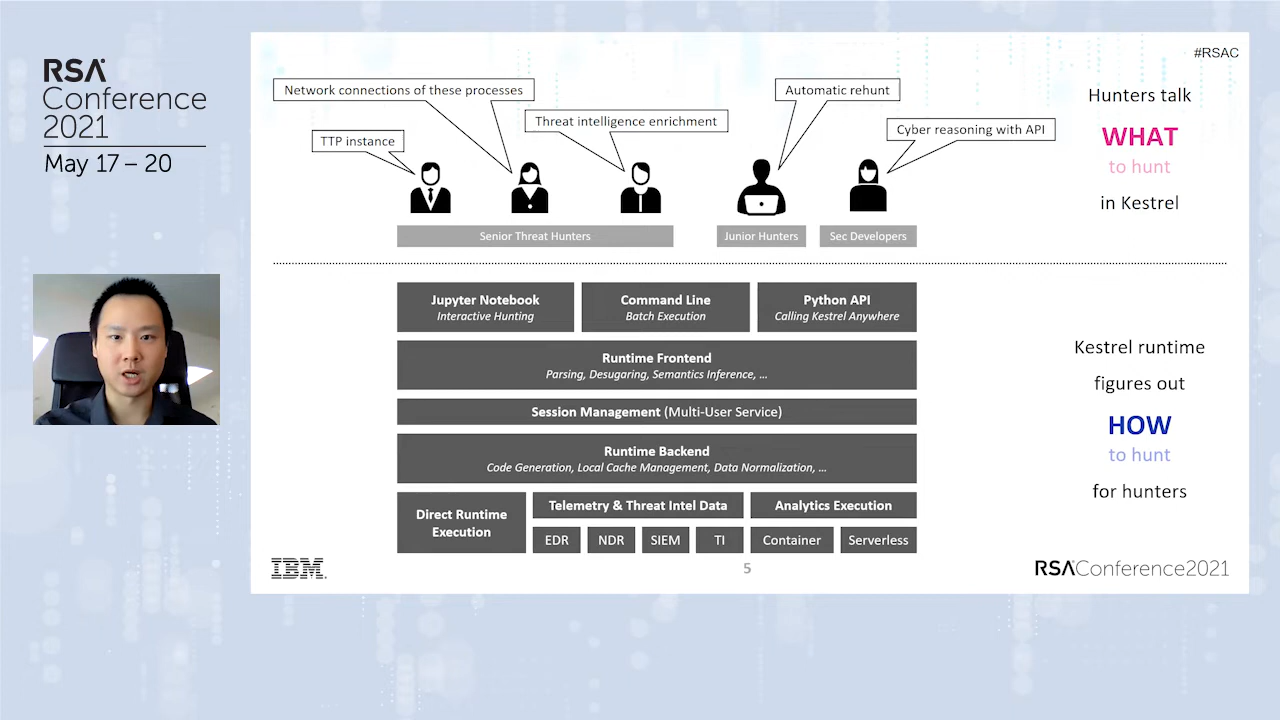 RSA
Conference
2021
May 17 – 20
#RSAC
Network connections of these processes
Automatic rehunt
Threat intelligence enrichment
Cyber reasoning with API
TTP instance
Senior Threat Hunters
Junior Hunters
Sec Developers
Hunters talk
WHAT
to hunt
in Kestrel
Jupyter Notebook
Interactive Hunting
Command Line
Batch Execution
Python API
Calling Kestrel Anywhere
Runtime Frontend
Parsing, Desugaring, Semantics Inference, …
Session Management (Multi-User Service)
Runtime Backend
Code Generation, Local Cache Management, Data Normalization, …
Direct Runtime
Execution
Telemetry & Threat Intel Data
EDR
NDR
SIEM
TI
Analytics Execution
Container
Serverless
Kestrel runtime
figures out
HOW
to hunt
for hunters
IBM
5
RSAConference2021